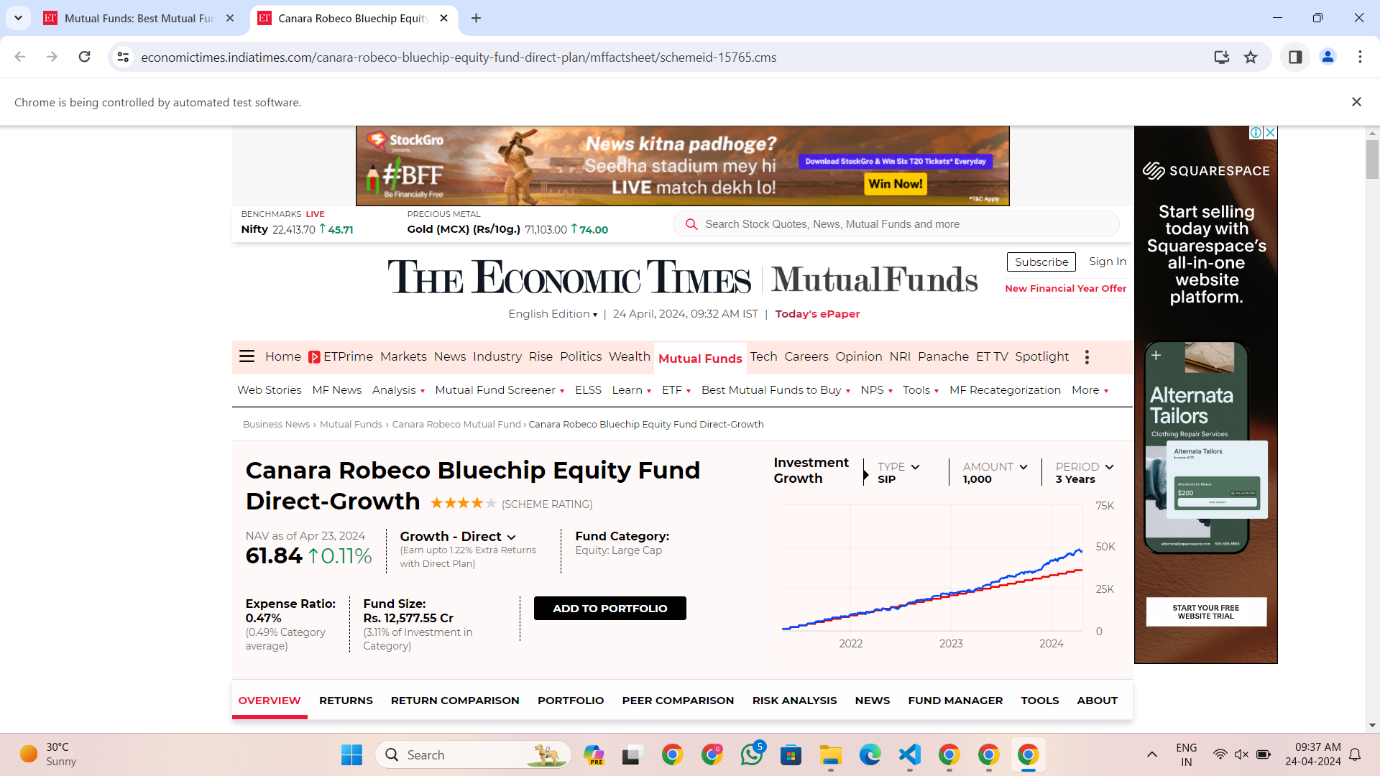 Mutual Funds: Best Mutual Fu
Canara Robeco Bluechip Equity
economictimes.indiatimes.com/canara-robeco-bluechip-equity-fund-direct-plan/mffactsheet/schemeid-15765.cms
Chrome is being controlled by automated test software.
StockGro
presents
#BFF
Be Financially Free
News kitna padhoge?
Seedha stadium mey hi
LIVE match dekh lo!
Download StockGro & Win Six T20 Tickets* Everyday
Win Now!
*T&C Apply
BENCHMARKS LIVE
Nifty 22,413.70 ↑ 45.71
PRECIOUS METAL
Gold (MCX) (Rs/10g.) 71,103.00 ↑ 74.00
Search Stock Quotes, News, Mutual Funds and more
THE ECONOMIC TIMES | MutualFunds
Subscribe Sign In
New Financial Year Offer
English Edition ▾ | 24 April, 2024, 09:32 AM IST | Today's ePaper
Home ETPrime Markets News Industry Rise Politics Wealth Mutual Funds Tech Careers Opinion NRI Panache ET TV Spotlight
Web Stories MF News Analysis ▾ Mutual Fund Screener ▾ ELSS Learn ▾ ETF ▾ Best Mutual Funds to Buy ▾ NPS ▾ Tools ▾ MF Recategorization More ▾
Business News › Mutual Funds › Canara Robeco Mutual Fund › Canara Robeco Bluechip Equity Fund Direct-Growth
Canara Robeco Bluechip Equity Fund
Direct-Growth ★★★★★ (SCHEME RATING)
NAV as of Apr 23, 2024
61.84 ↑0.11%
Growth - Direct
(Earn upto 1.22% Extra Returns
with Direct Plan)
Fund Category:
Equity: Large Cap
Expense Ratio:
0.47%
(0.49% Category
average)
Fund Size:
Rs. 12,577.55 Cr
(3.11% of Investment in
Category)
ADD TO PORTFOLIO
Investment
Growth
TYPE
SIP
AMOUNT
1,000
PERIOD
3 Years
75K
50K
25K
0
2022 2023 2024
OVERVIEW RETURNS RETURN COMPARISON PORTFOLIO PEER COMPARISON RISK ANALYSIS NEWS FUND MANAGER TOOLS ABOUT
SQUARESPACE
Start selling
today with
Squarespace's
all-in-one
website
platform.
Alternata
Tailors
Clothing Repair Services
Alternata Tailors
$200
START YOUR FREE
WEBSITE TRIAL
30°C
Sunny
Search
PRE
6
5
ENG
IN
09:37 AM
24-04-2024